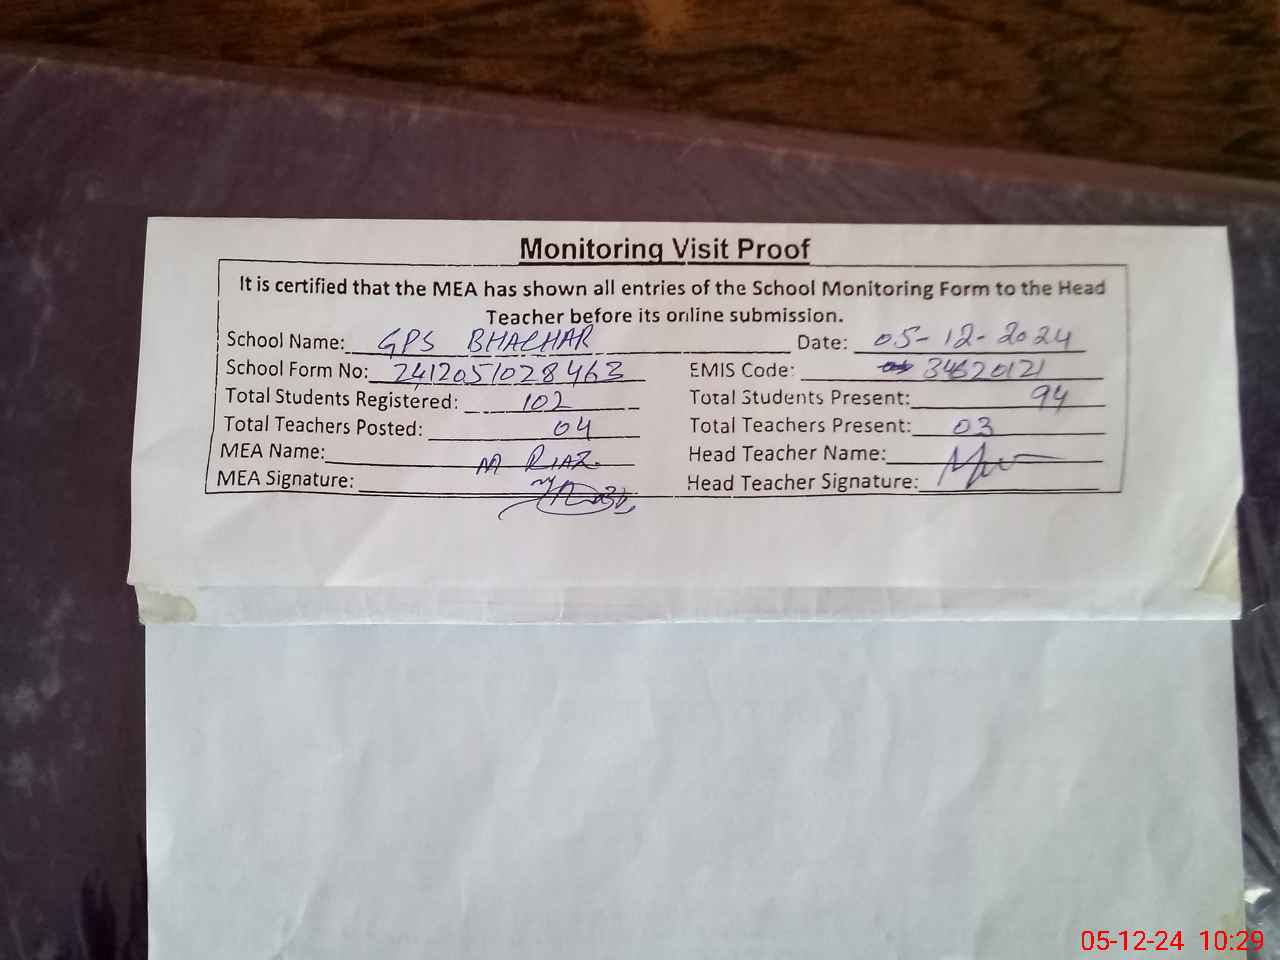 Monitoring Visit Proof
It is certified that the MEA has shown all entries of the School Monitoring Form to the Head
Teacher before its online submission.
School Name: GPS BHACHAR Date: 05-12-2024
School Form No: 2412051028463 EMIS Code: 34620121
Total Students Registered: 102 Total Students Present: 94
Total Teachers Posted: 04 Total Teachers Present: 03
MEA Name: M RIAZ Head Teacher Name:
MEA Signature: Head Teacher Signature:
05-12-24 10:29